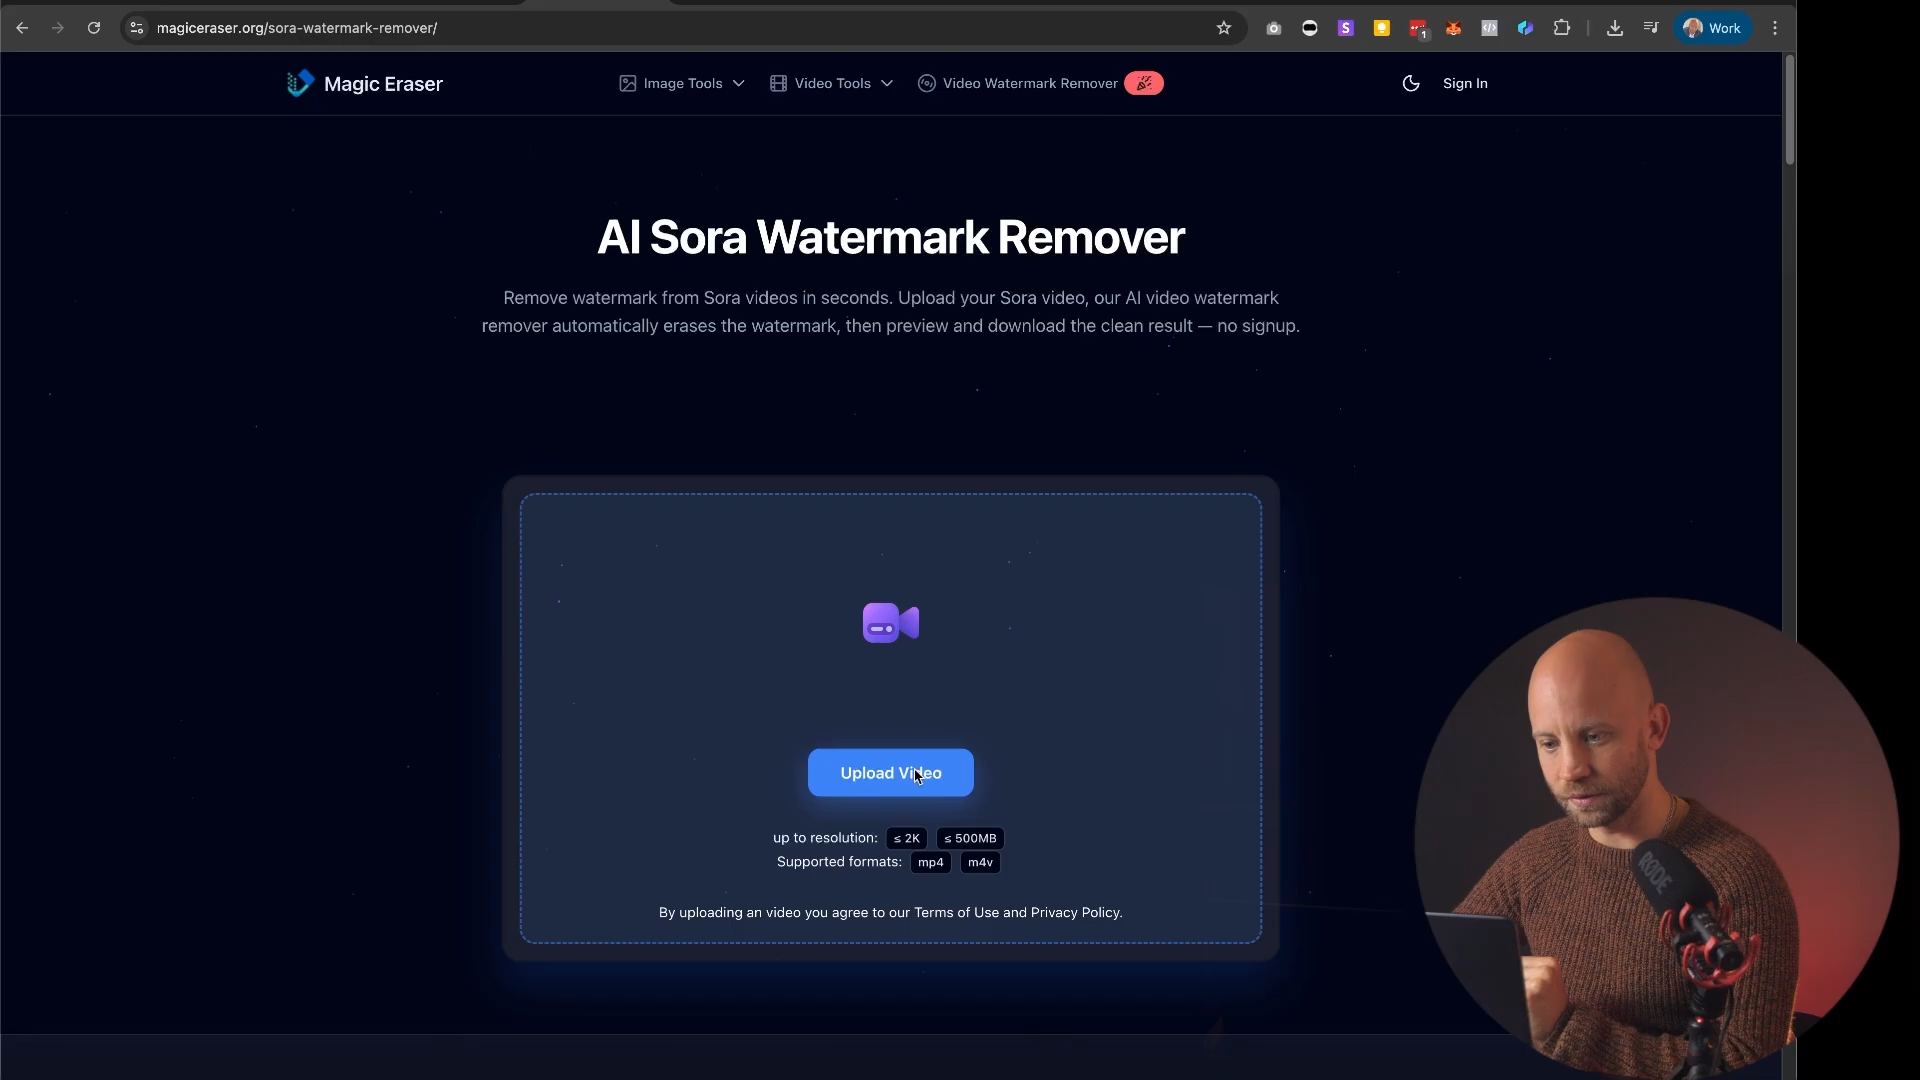 magiceraser.org/sora-watermark-remover/
1
Work
Magic Eraser
Image Tools
Video Tools
Video Watermark Remover
Sign In
AI Sora Watermark Remover
Remove watermark from Sora videos in seconds. Upload your Sora video, our AI video watermark
remover automatically erases the watermark, then preview and download the clean result — no signup.
Upload Video
up to resolution: ≤ 2K ≤ 500MB
Supported formats: mp4 m4v
By uploading an video you agree to our Terms of Use and Privacy Policy.
RØDE